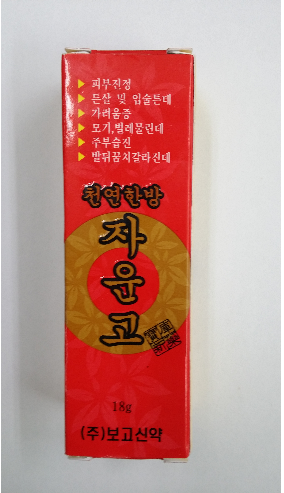 ▶ 피부진정
▶ 튼살 및 입술튼데
▶ 가려움증
▶ 모기,벌레물린데
▶ 주부습진
▶ 발뒤꿈치갈라진데
천연한방
자운고
18g
(주)보고신약